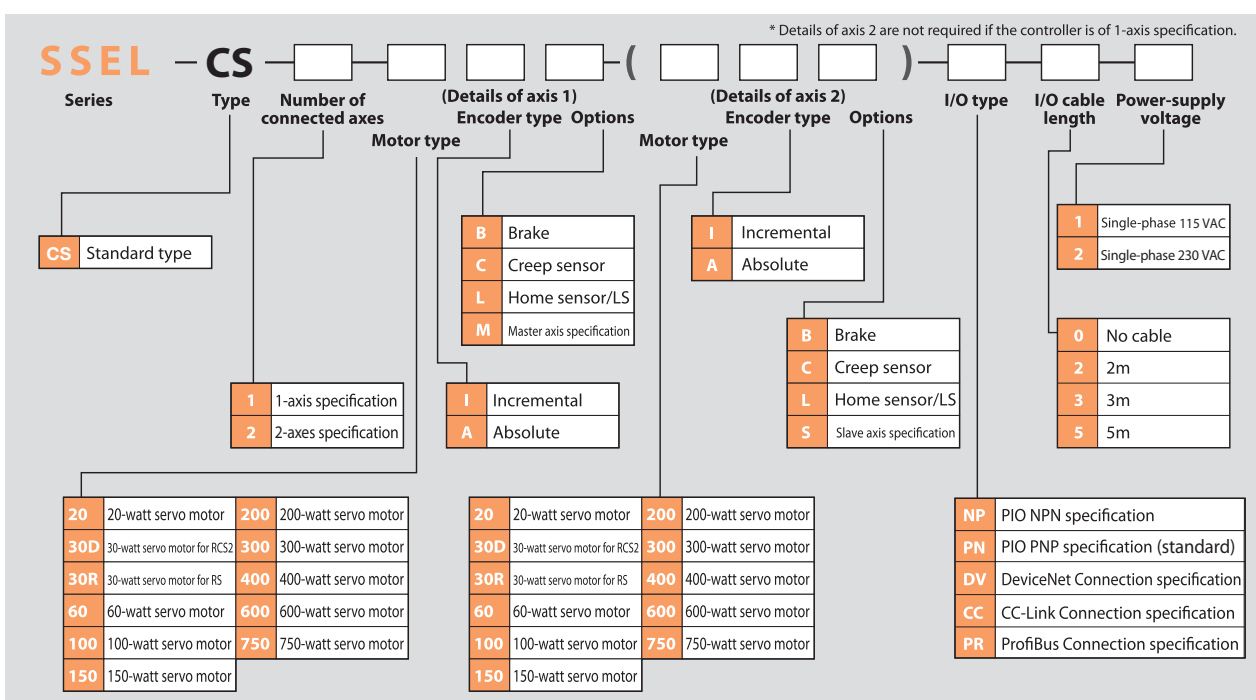 * Details of axis 2 are not required if the controller is of 1-axis specification.
SSEL — CS — — — ( ) — — —
Series
Type
Number of
connected axes
(Details of axis 1)
Motor type
Encoder type
Options
(Details of axis 2)
Motor type
Encoder type
Options
I/O type
I/O cable
length
Power-supply
voltage
CS Standard type
B Brake
C Creep sensor
L Home sensor/LS
M Master axis specification
I Incremental
A Absolute
1 Single-phase 115 VAC
2 Single-phase 230 VAC
B Brake
C Creep sensor
L Home sensor/LS
S Slave axis specification
0 No cable
2 2m
3 3m
5 5m
1 1-axis specification
2 2-axes specification
I Incremental
A Absolute
20 20-watt servo motor 200 200-watt servo motor
30D 30-watt servo motor for RCS2 300 300-watt servo motor
30R 30-watt servo motor for RS 400 400-watt servo motor
60 60-watt servo motor 600 600-watt servo motor
100 100-watt servo motor 750 750-watt servo motor
150 150-watt servo motor
20 20-watt servo motor 200 200-watt servo motor
30D 30-watt servo motor for RCS2 300 300-watt servo motor
30R 30-watt servo motor for RS 400 400-watt servo motor
60 60-watt servo motor 600 600-watt servo motor
100 100-watt servo motor 750 750-watt servo motor
150 150-watt servo motor
NP PIO NPN specification
PN PIO PNP specification (standard)
DV DeviceNet Connection specification
CC CC-Link Connection specification
PR ProfiBus Connection specification